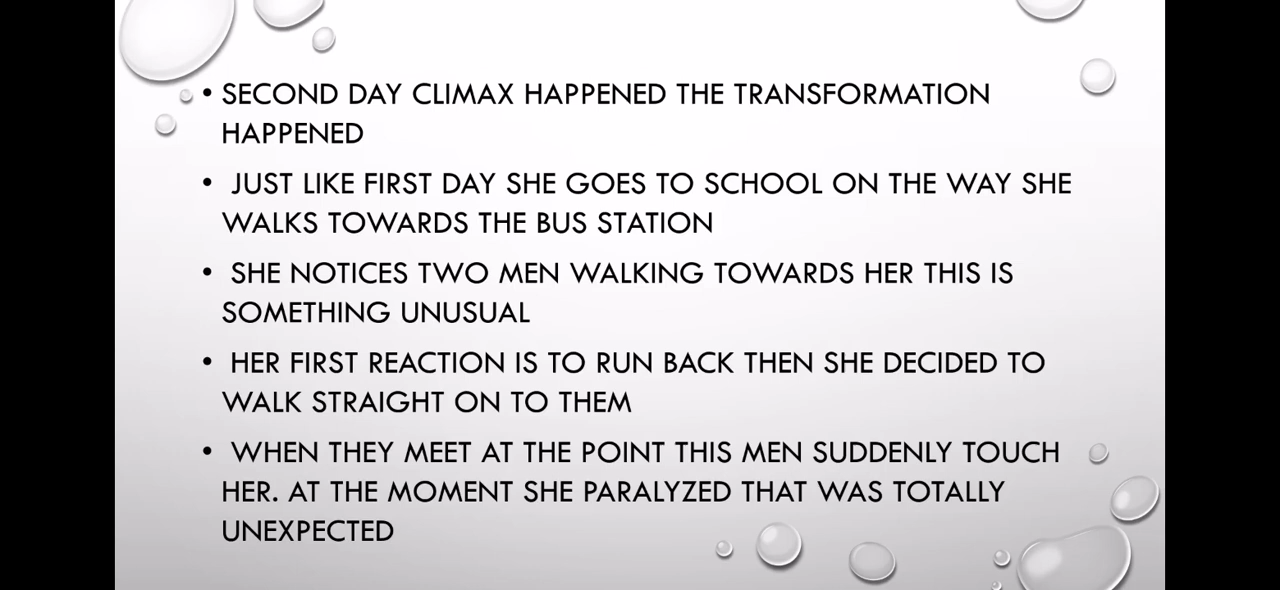 • SECOND DAY CLIMAX HAPPENED THE TRANSFORMATION
HAPPENED
• JUST LIKE FIRST DAY SHE GOES TO SCHOOL ON THE WAY SHE
WALKS TOWARDS THE BUS STATION
• SHE NOTICES TWO MEN WALKING TOWARDS HER THIS IS
SOMETHING UNUSUAL
• HER FIRST REACTION IS TO RUN BACK THEN SHE DECIDED TO
WALK STRAIGHT ON TO THEM
• WHEN THEY MEET AT THE POINT THIS MEN SUDDENLY TOUCH
HER. AT THE MOMENT SHE PARALYZED THAT WAS TOTALLY
UNEXPECTED